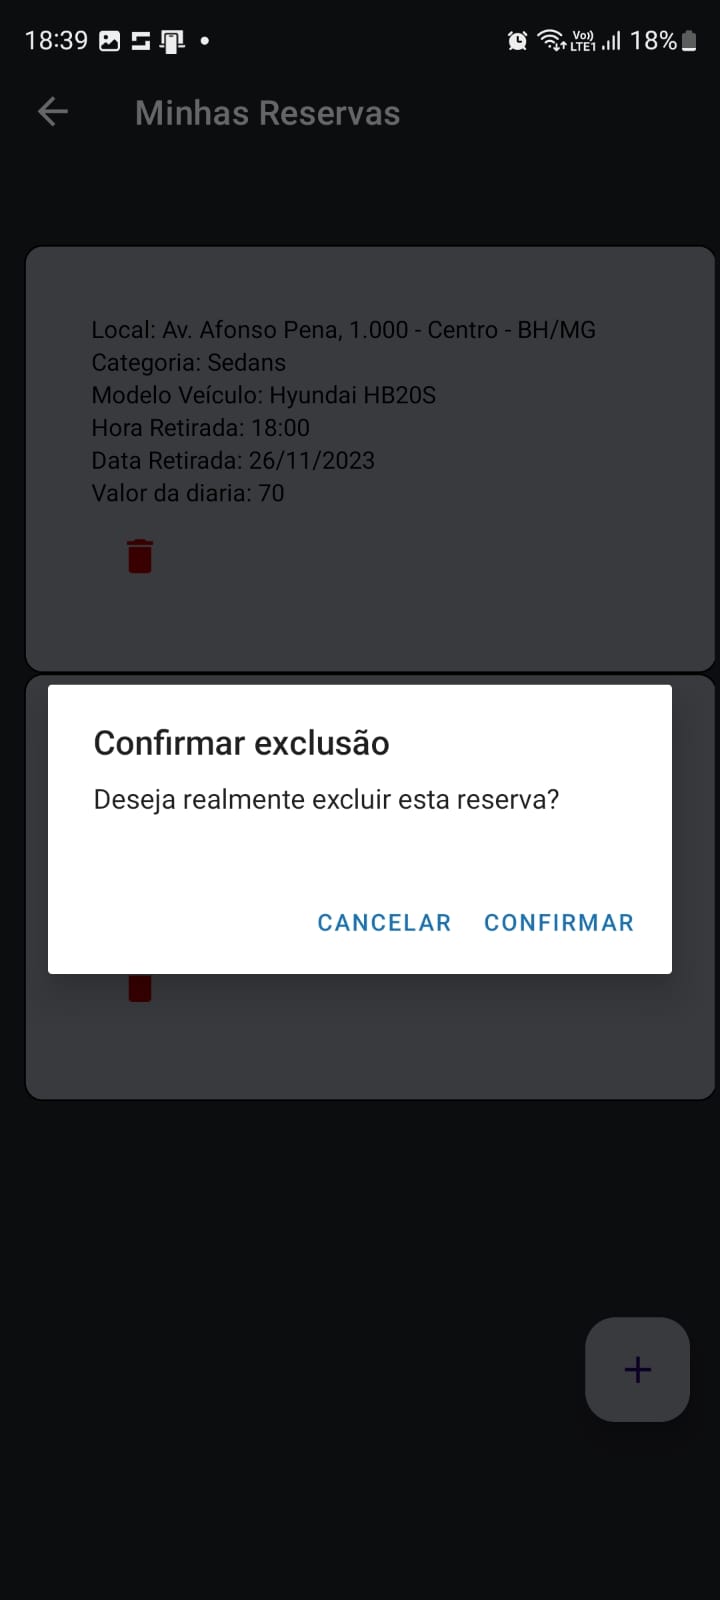 18:39 Vo)) LTE1 18%
Minhas Reservas
Local: Av. Afonso Pena, 1.000 - Centro - BH/MG
Categoria: Sedans
Modelo Veículo: Hyundai HB20S
Hora Retirada: 18:00
Data Retirada: 26/11/2023
Valor da diaria: 70
Confirmar exclusão
Deseja realmente excluir esta reserva?
CANCELAR CONFIRMAR